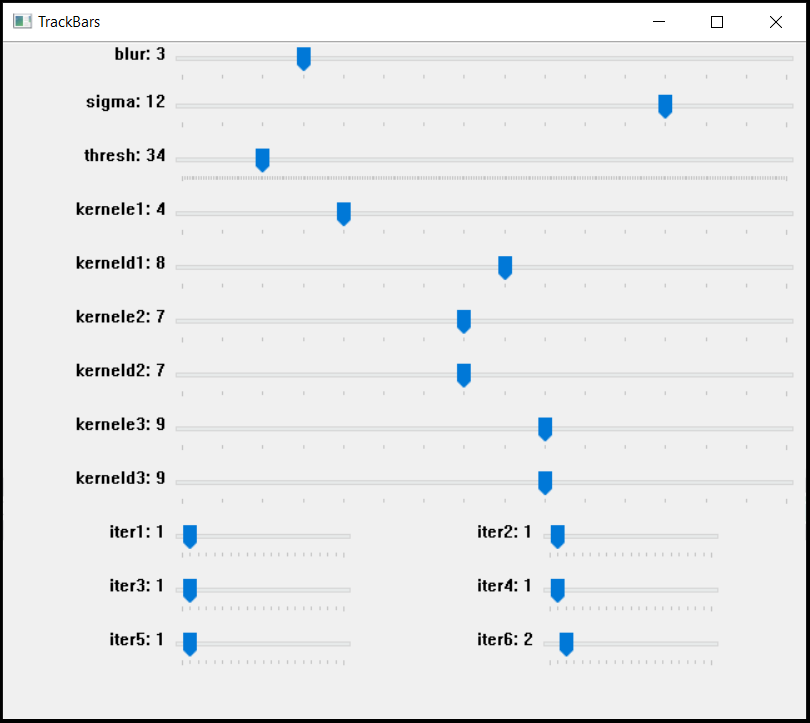 TrackBars
blur: 3
sigma: 12
thresh: 34
kernele1: 4
kerneld1: 8
kernele2: 7
kerneld2: 7
kernele3: 9
kerneld3: 9
iter1: 1 iter2: 1
iter3: 1 iter4: 1
iter5: 1 iter6: 2